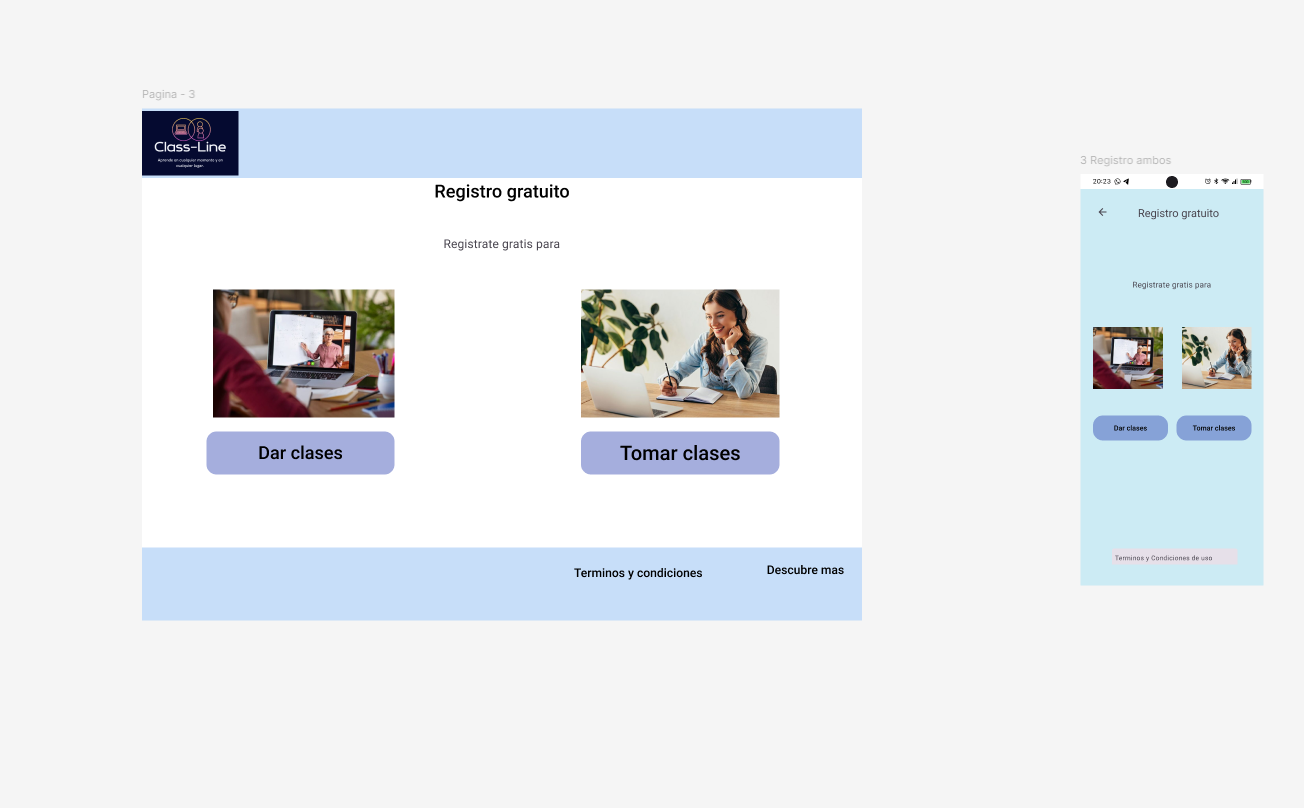 Pagina - 3
Class-Line
Aprende en cualquier momento y en
cualquier lugar.
Registro gratuito
Registrate gratis para
Dar clases
Tomar clases
Terminos y condiciones
Descubre mas
3 Registro ambos
20:23
Registro gratuito
Registrate gratis para
Dar clases
Tomar clases
Terminos y Condiciones de uso